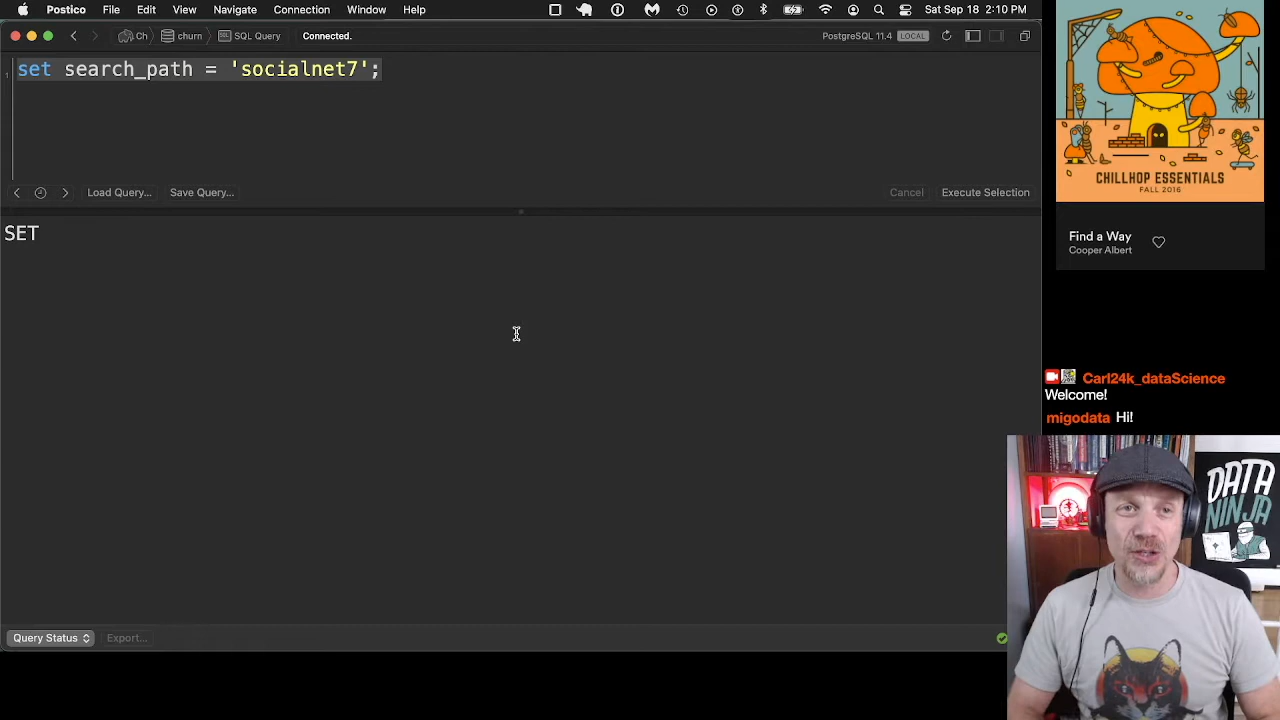 Postico File Edit View Navigate Connection Window Help Sat Sep 18 2:10 PM
Ch churn SQL Query Connected. PostgreSQL 11.4 LOCAL
1 set search_path = 'socialnet7';
Load Query... Save Query... Cancel Execute Selection
SET
Query Status Export...
CHILLHOP ESSENTIALS
FALL 2016
Find a Way
Cooper Albert
Carl24k_dataScience
Welcome!
migodata Hi!
DATA
NINJA